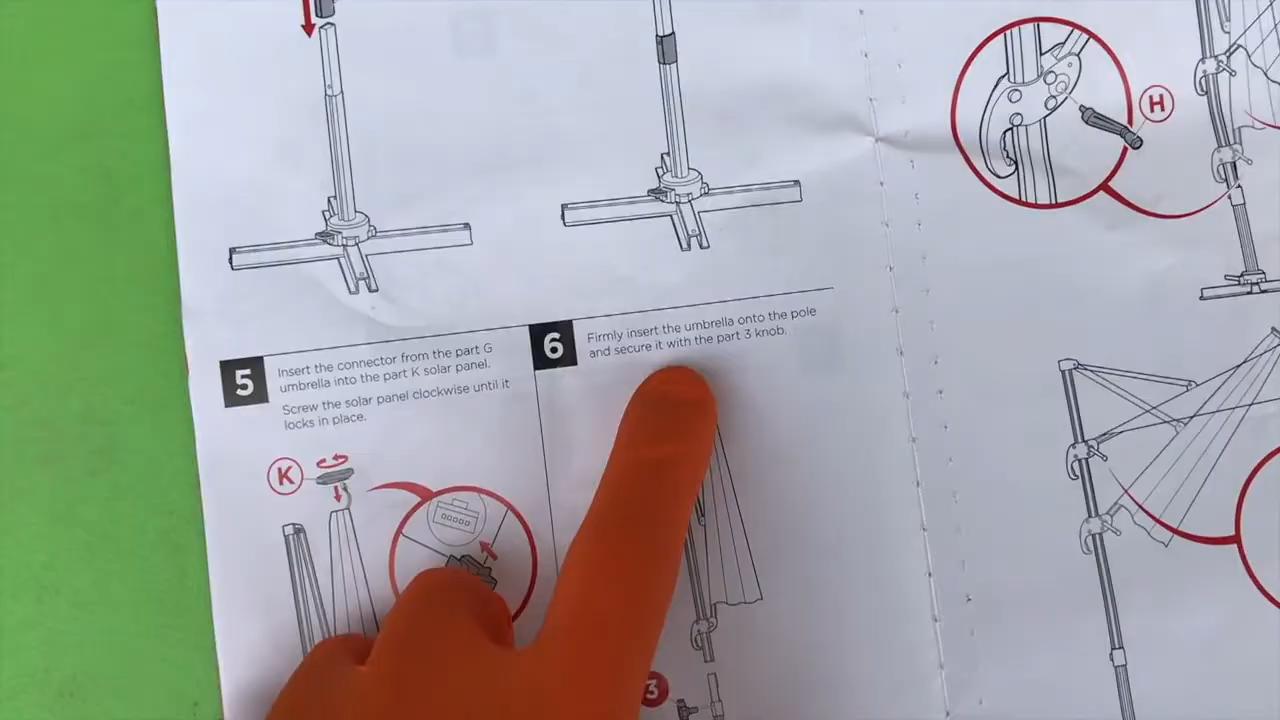 H
5
Insert the connector from the part G
umbrella into the part K solar panel.
Screw the solar panel clockwise until it
locks in place.
6
Firmly insert the umbrella onto the pole
and secure it with the part 3 knob.
K
3